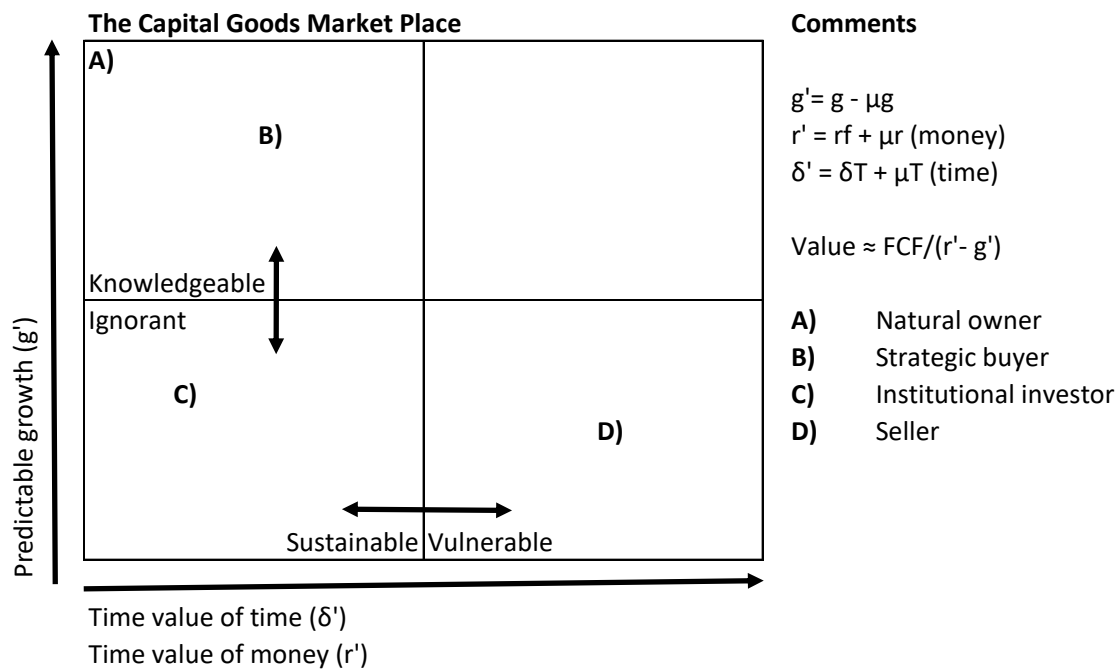 The Capital Goods Market Place
Comments
A)
B)
Knowledgeable
Ignorant
C)
D)
Sustainable
Vulnerable
Predictable growth (g')
Time value of time (δ')
Time value of money (r')
g'= g - μg
r' = rf + μr (money)
δ' = δT + μT (time)
Value ≈ FCF/(r'- g')
A) Natural owner
B) Strategic buyer
C) Institutional investor
D) Seller